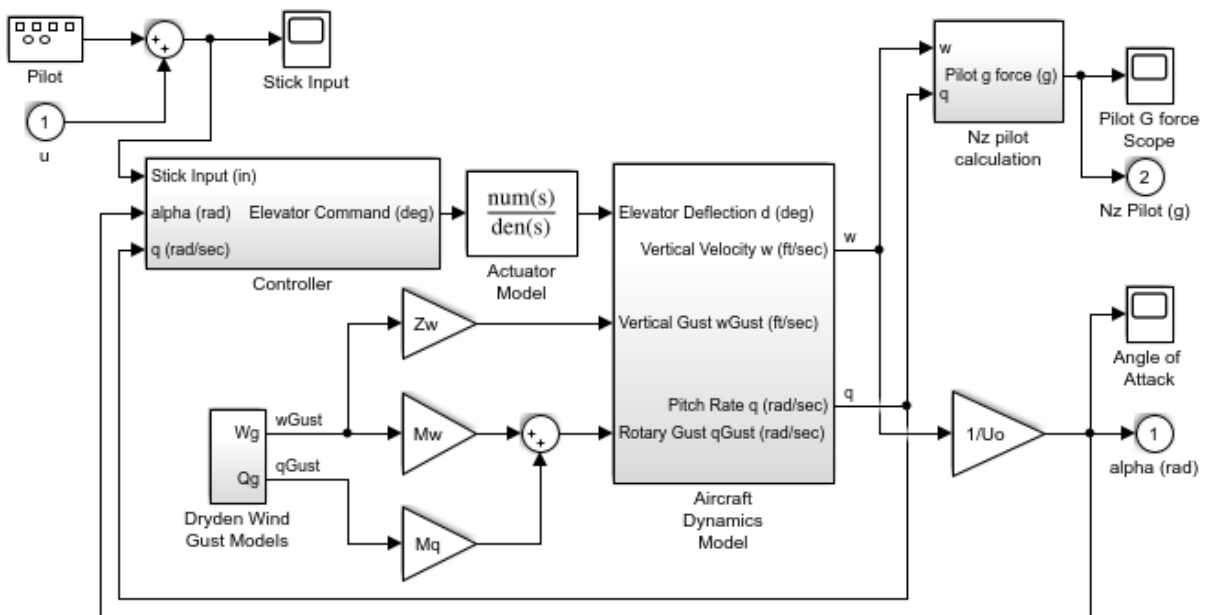 Pilot
+
+
Stick Input
1
u
w
Pilot g force (g)
q
Nz pilot
calculation
Pilot G force
Scope
2
Nz Pilot (g)
Stick Input (in)
alpha (rad)
Elevator Command (deg)
q (rad/sec)
Controller
num(s)
den(s)
Actuator
Model
Elevator Deflection d (deg)
Vertical Velocity w (ft/sec)
Vertical Gust wGust (ft/sec)
Pitch Rate q (rad/sec)
Rotary Gust qGust (rad/sec)
Aircraft
Dynamics
Model
w
q
Zw
Mw
Mq
+
+
Wg
Qg
wGust
qGust
Dryden Wind
Gust Models
1/Uo
Angle of
Attack
1
alpha (rad)